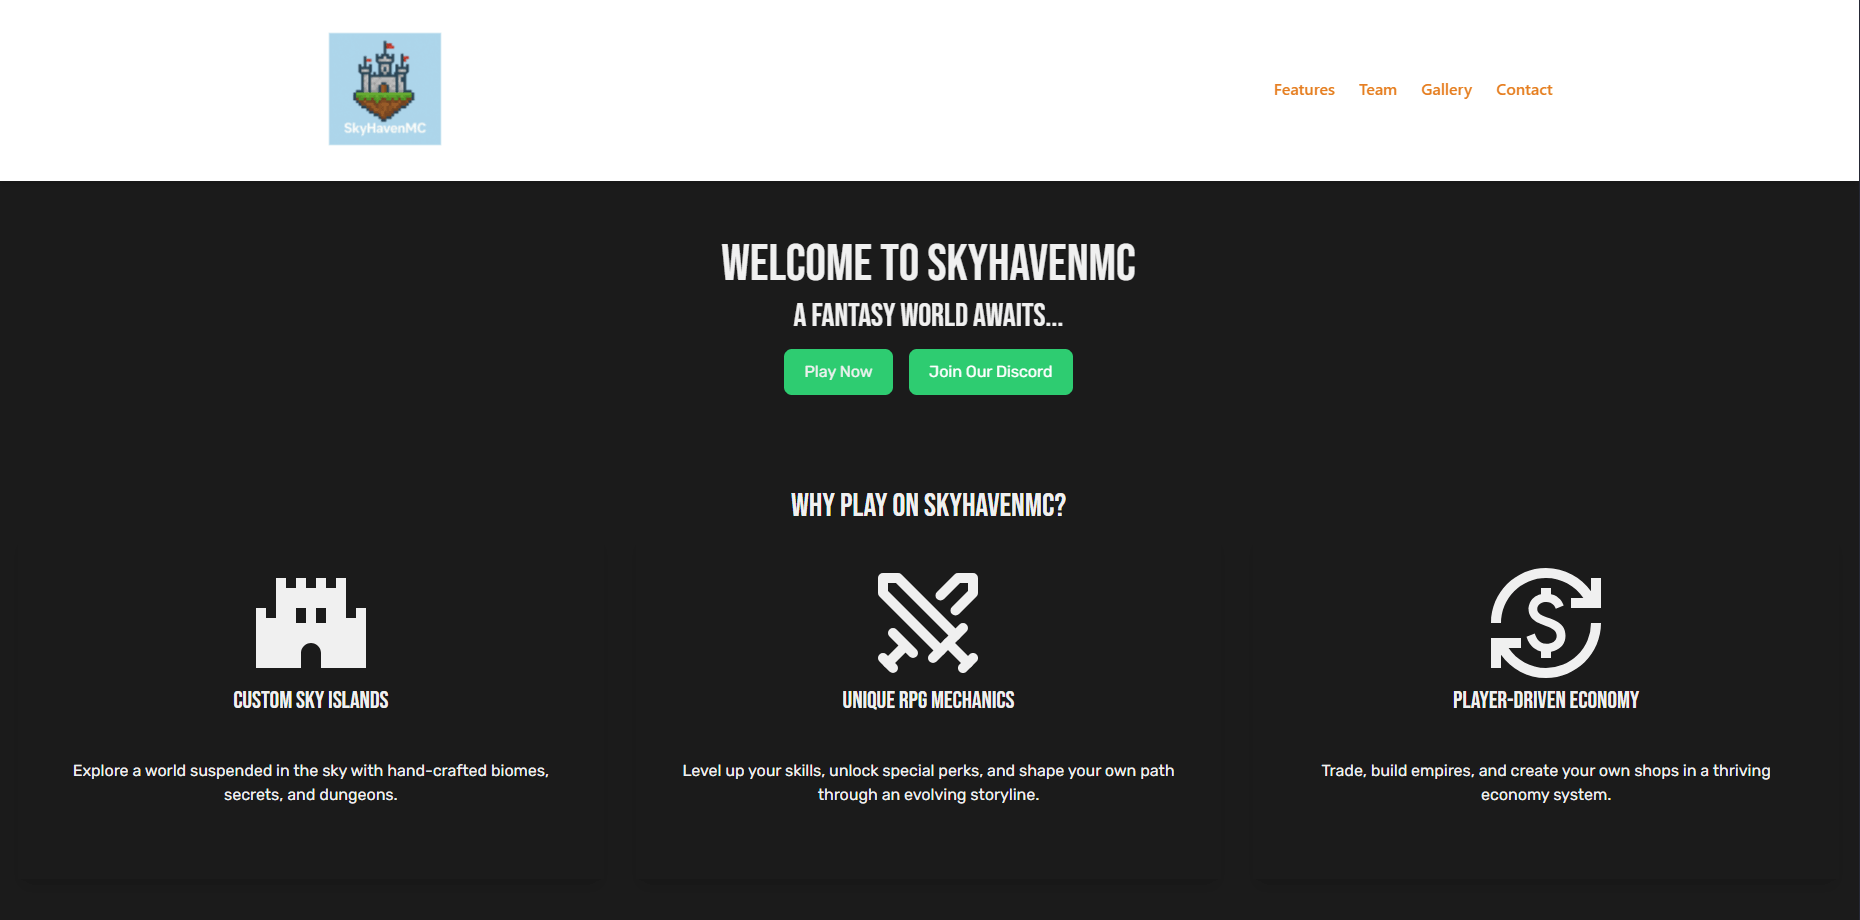 SkyHavenMC
Features Team Gallery Contact
WELCOME TO SKYHAVENMC
A FANTASY WORLD AWAITS...
Play Now Join Our Discord
WHY PLAY ON SKYHAVENMC?
CUSTOM SKY ISLANDS
Explore a world suspended in the sky with hand-crafted biomes,
secrets, and dungeons.
UNIQUE RPG MECHANICS
Level up your skills, unlock special perks, and shape your own path
through an evolving storyline.
$
PLAYER-DRIVEN ECONOMY
Trade, build empires, and create your own shops in a thriving
economy system.